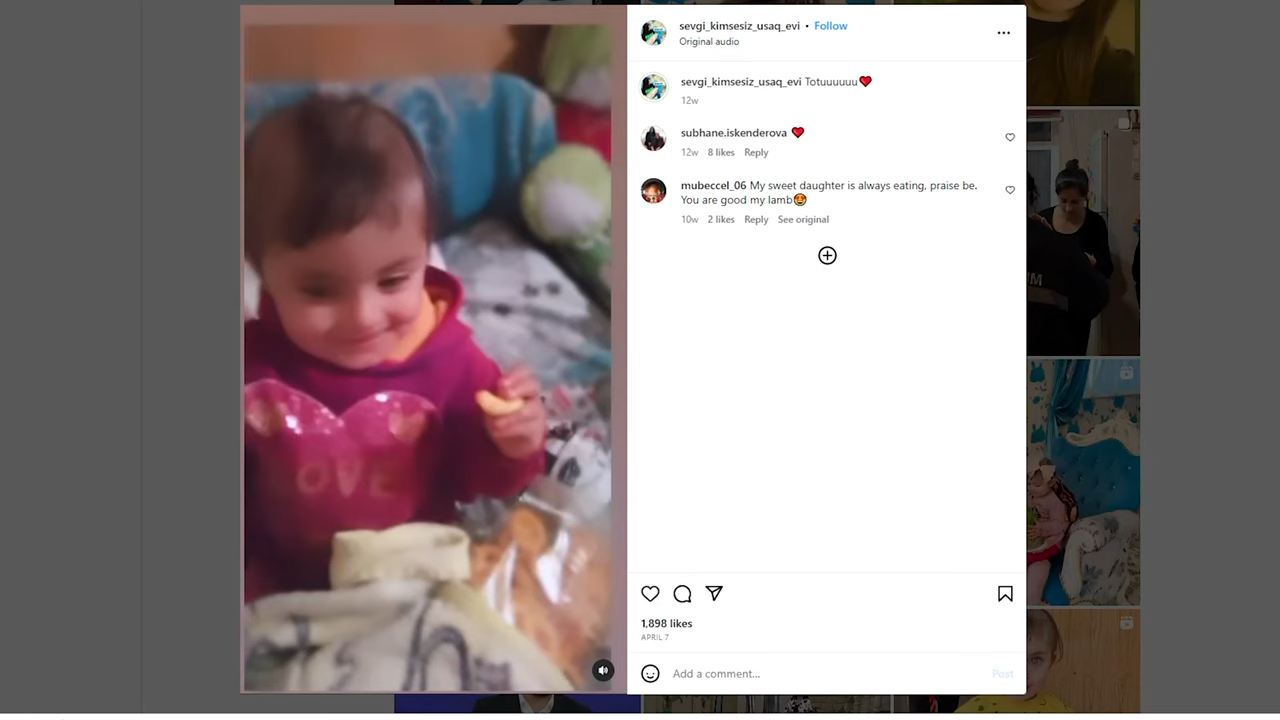 sevgi_kimsesiz_usaq_evi • Follow
Original audio
sevgi_kimsesiz_usaq_evi Totuuuuuu❤️
12w
subhane.iskenderova ❤️
12w 8 likes Reply
mubeccel_06 My sweet daughter is always eating, praise be.
You are good my lamb🤩
10w 2 likes Reply See original
OVE
1,898 likes
APRIL 7
Add a comment... Post